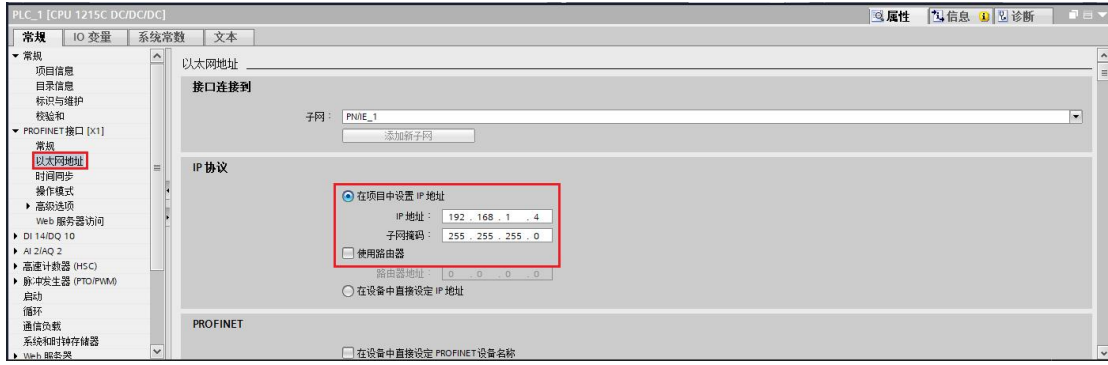 PLC_1 [CPU 1215C DC/DC/DC]
属性 信息 诊断
常规 IO 变量 系统常数 文本
常规
项目信息
目录信息
标识与维护
校验和
PROFINET接口 [X1]
常规
以太网地址
时间同步
操作模式
高级选项
Web 服务器访问
DI 14/DQ 10
AI 2/AQ 2
高速计数器 (HSC)
脉冲发生器 (PTO/PWM)
启动
循环
通信负载
系统和时钟存储器
Web 服务器
以太网地址
接口连接到
子网： PN/IE_1
添加新子网
IP 协议
在项目中设置 IP 地址
IP 地址： 192 . 168 . 1 . 4
子网掩码： 255 . 255 . 255 . 0
使用路由器
路由器地址： 0 . 0 . 0 . 0
在设备中直接设定 IP 地址
PROFINET
在设备中直接设定 PROFINET 设备名称